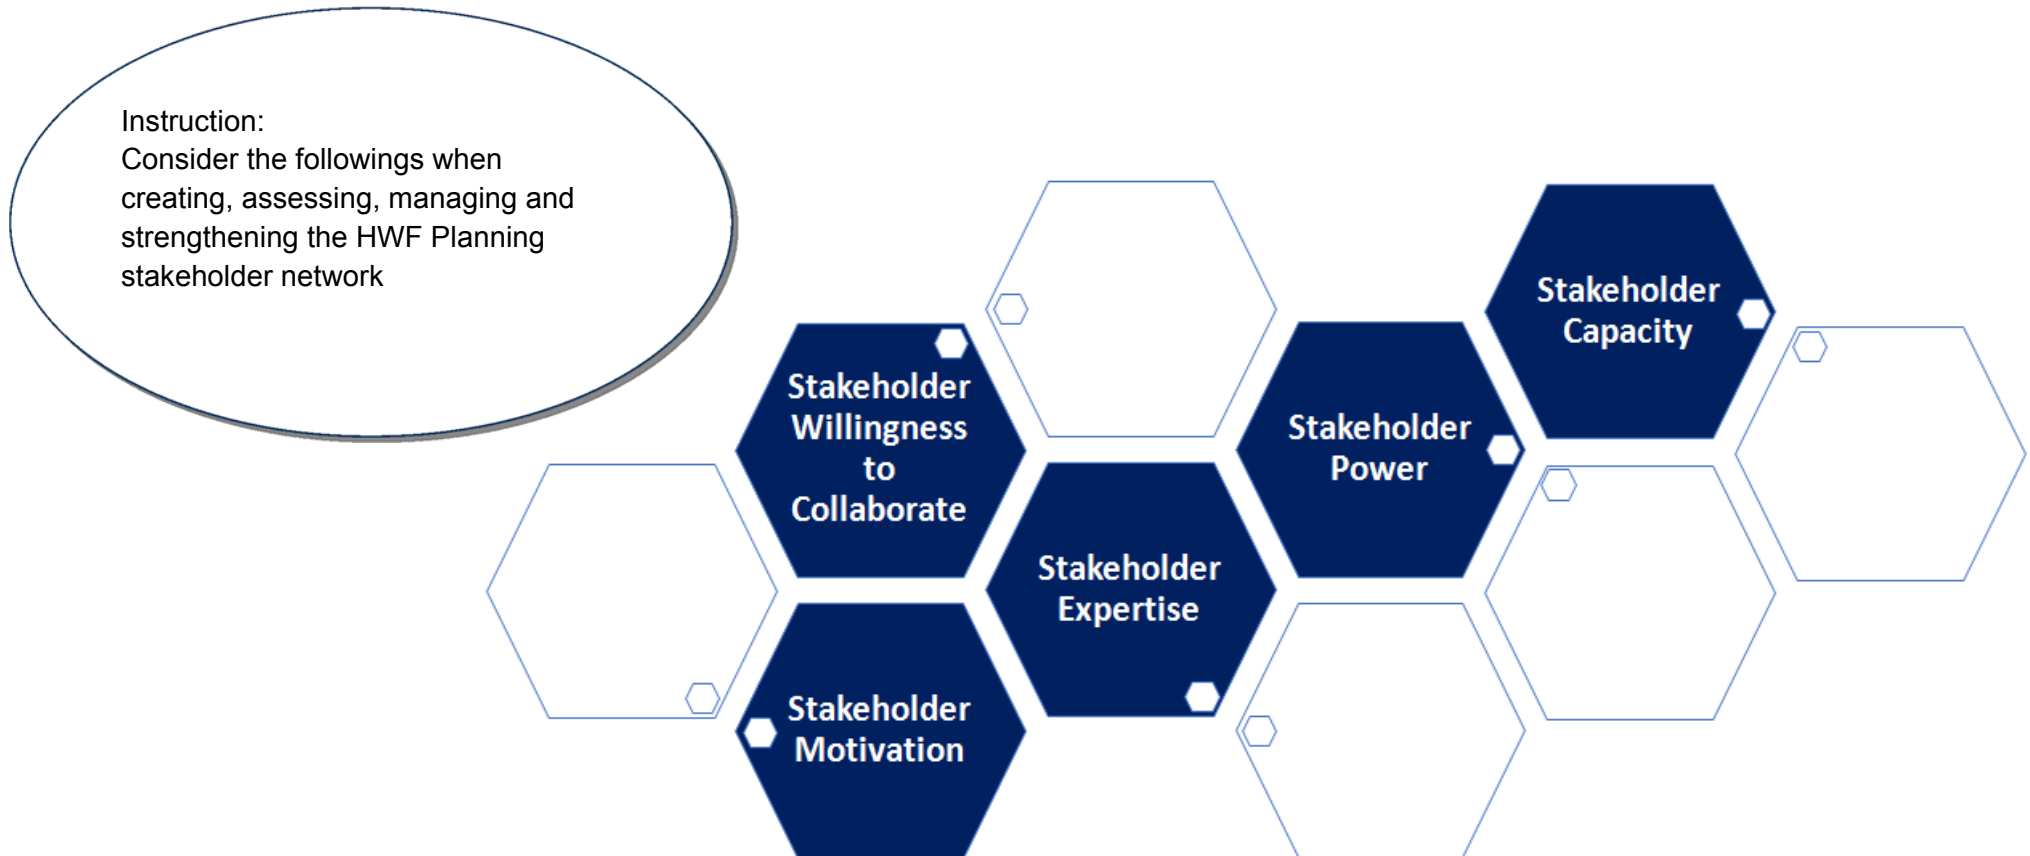 Instruction:
Consider the followings when
creating, assessing, managing and
strengthening the HWF Planning
stakeholder network
Stakeholder
Capacity
Stakeholder
Willingness
to
Collaborate
Stakeholder
Power
Stakeholder
Expertise
Stakeholder
Motivation